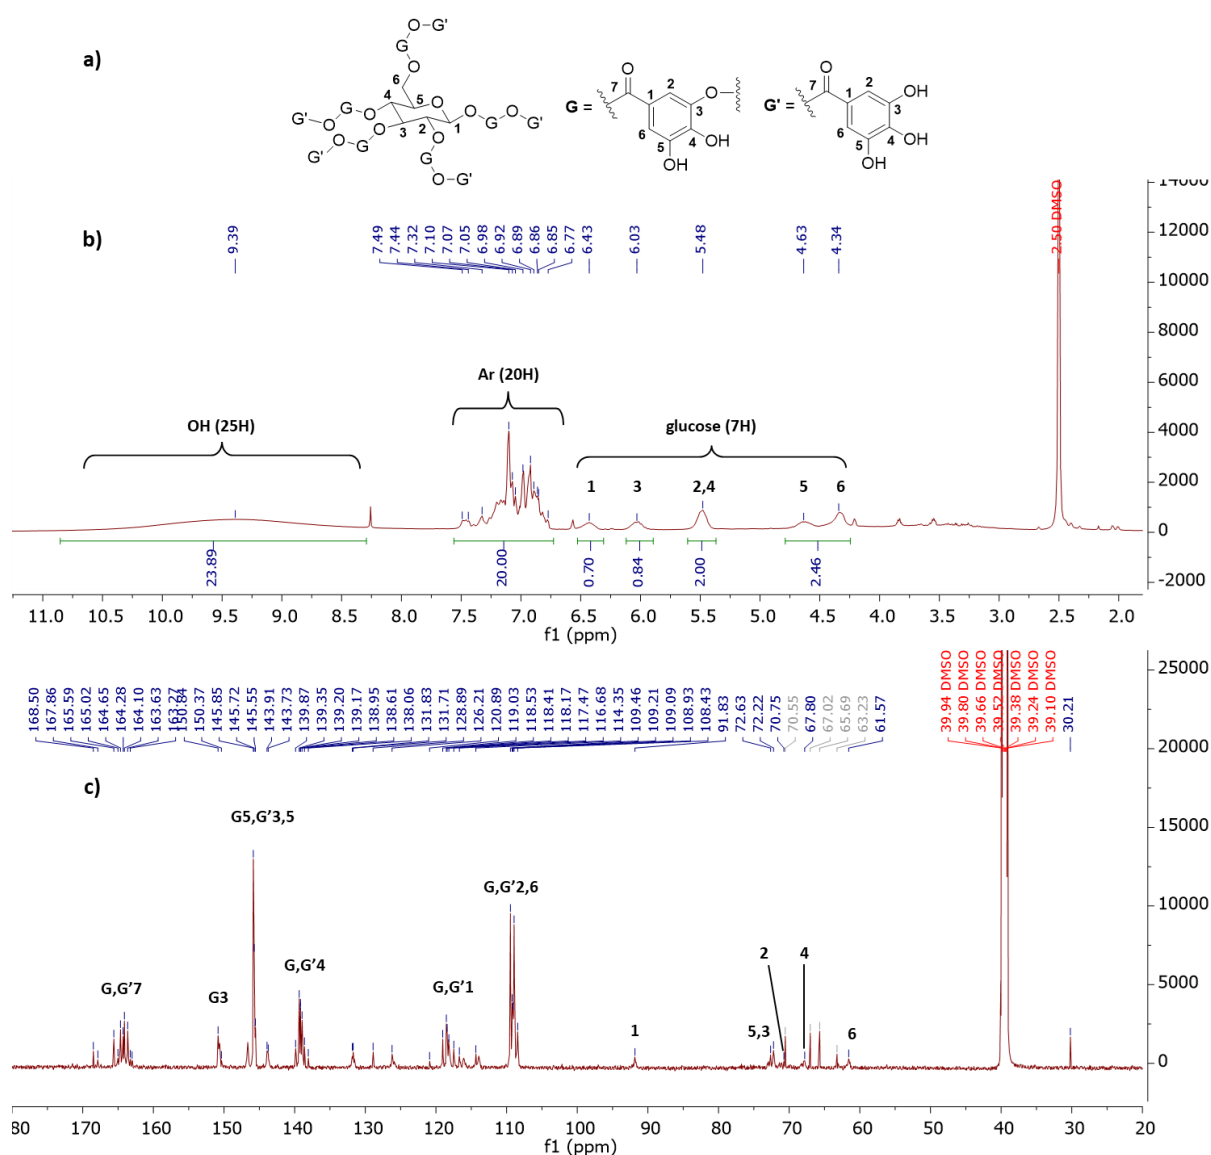 a)
O–G'
G
O
6
4
5
O
G'
O
G
O
O
G
O
G'
G'
O
G
O
3
2
1
O
G
O–G'
G =
O
7
1
2
3
4
5
6
O
OH
OH
G' =
O
7
1
2
3
4
5
6
OH
OH
OH
b)
9.39
7.49
7.44
7.32
7.10
7.07
7.05
6.98
6.92
6.89
6.86
6.85
6.77
6.43
6.03
5.48
4.63
4.34
2.50 DMSO
14000
12000
10000
8000
6000
4000
2000
0
-2000
OH (25H)
Ar (20H)
glucose (7H)
1
3
2,4
5
6
23.89
20.00
0.70
0.84
2.00
2.46
11.0 10.5 10.0 9.5 9.0 8.5 8.0 7.5 7.0 6.5 6.0 5.5 5.0 4.5 4.0 3.5 3.0 2.5 2.0
f1 (ppm)
168.50
167.86
165.59
165.02
164.65
164.28
164.10
163.63
163.27
150.84
150.37
145.85
145.72
145.55
143.91
143.73
139.87
139.35
139.20
139.17
138.95
138.61
138.06
131.83
131.71
128.89
126.21
120.89
119.03
118.53
118.41
118.17
117.47
116.68
114.35
109.46
109.21
109.09
108.93
108.43
91.83
72.63
72.22
70.75
70.55
67.80
67.02
65.69
63.23
61.57
39.94 DMSO
39.80 DMSO
39.66 DMSO
39.52 DMSO
39.38 DMSO
39.24 DMSO
39.10 DMSO
30.21
25000
20000
15000
10000
5000
0
c)
G,G'7
G3
G5,G'3,5
G,G'4
G,G'1
G,G'2,6
1
5,3
2
4
6
80 170 160 150 140 130 120 110 100 90 80 70 60 50 40 30 20
f1 (ppm)